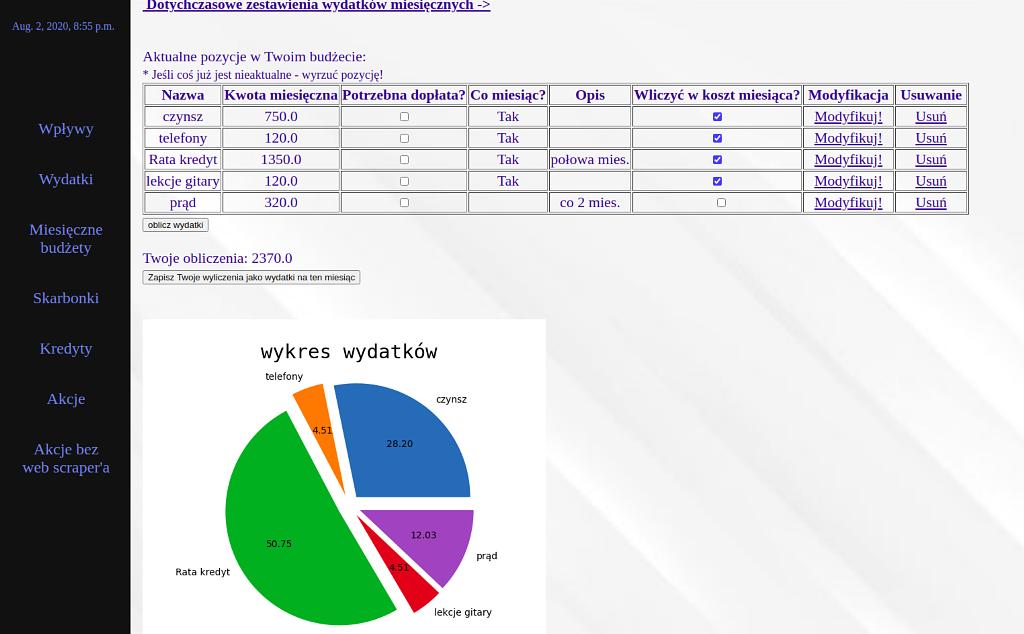 Dotychczasowe zestawienia wydatków miesięcznych ->
Aug. 2, 2020, 8:55 p.m.
Wpływy
Wydatki
Miesięczne
budżety
Skarbonki
Kredyty
Akcje
Akcje bez
web scraper'a
Aktualne pozycje w Twoim budżecie:
* Jeśli coś już jest nieaktualne - wyrzuć pozycję!
Nazwa Kwota miesięczna Potrzebna dopłata? Co miesiąc? Opis Wliczyć w koszt miesiąca? Modyfikacja Usuwanie
czynsz 750.0 Tak Modyfikuj! Usuń
telefony 120.0 Tak Modyfikuj! Usuń
Rata kredyt 1350.0 Tak połowa mies. Modyfikuj! Usuń
lekcje gitary 120.0 Tak Modyfikuj! Usuń
prąd 320.0 co 2 mies. Modyfikuj! Usuń
oblicz wydatki
Twoje obliczenia: 2370.0
Zapisz Twoje wyliczenia jako wydatki na ten miesiąc
wykres wydatków
telefony
czynsz
4.51
28.20
12.03
50.75
prąd
4.51
Rata kredyt
lekcje gitary